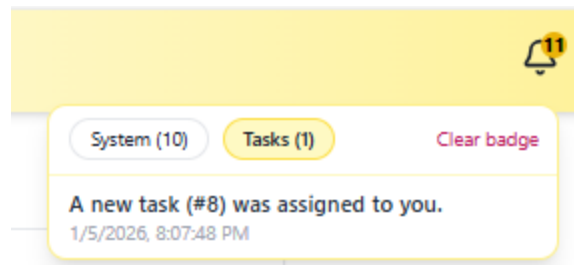 11
System (10) Tasks (1) Clear badge
A new task (#8) was assigned to you.
1/5/2026, 8:07:48 PM